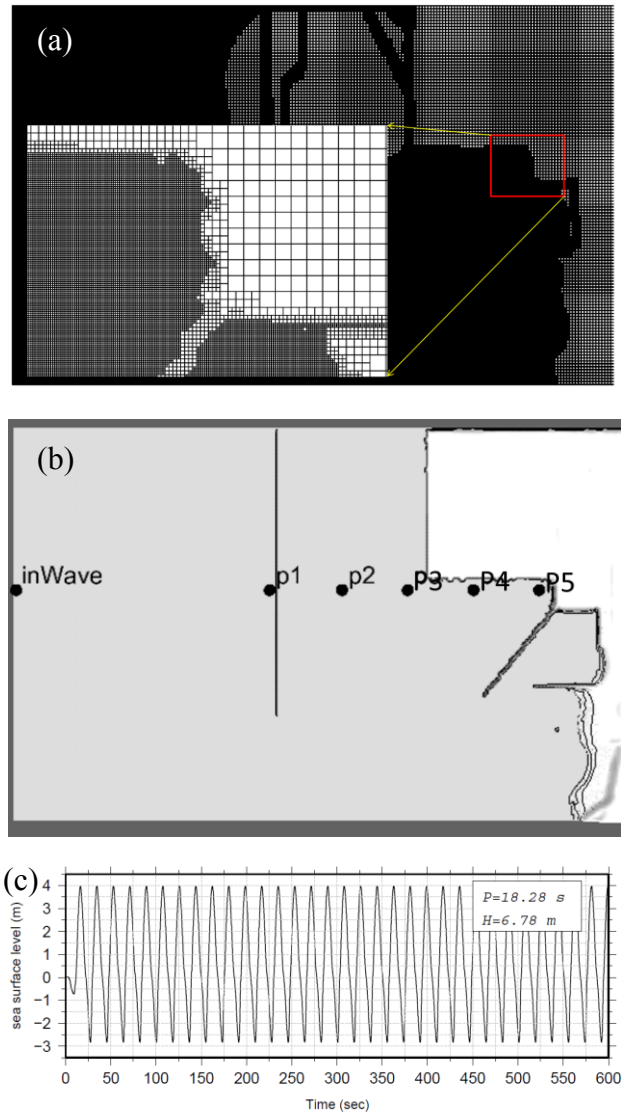 (a)
(b)
inWave p1 p2 p3 P4 P5
(c)
sea surface level (m)
4
3
2
1
0
−1
−2
−3
P=18.28 s
H=6.78 m
0 50 100 150 200 250 300 350 400 450 500 550 600
Time (sec)